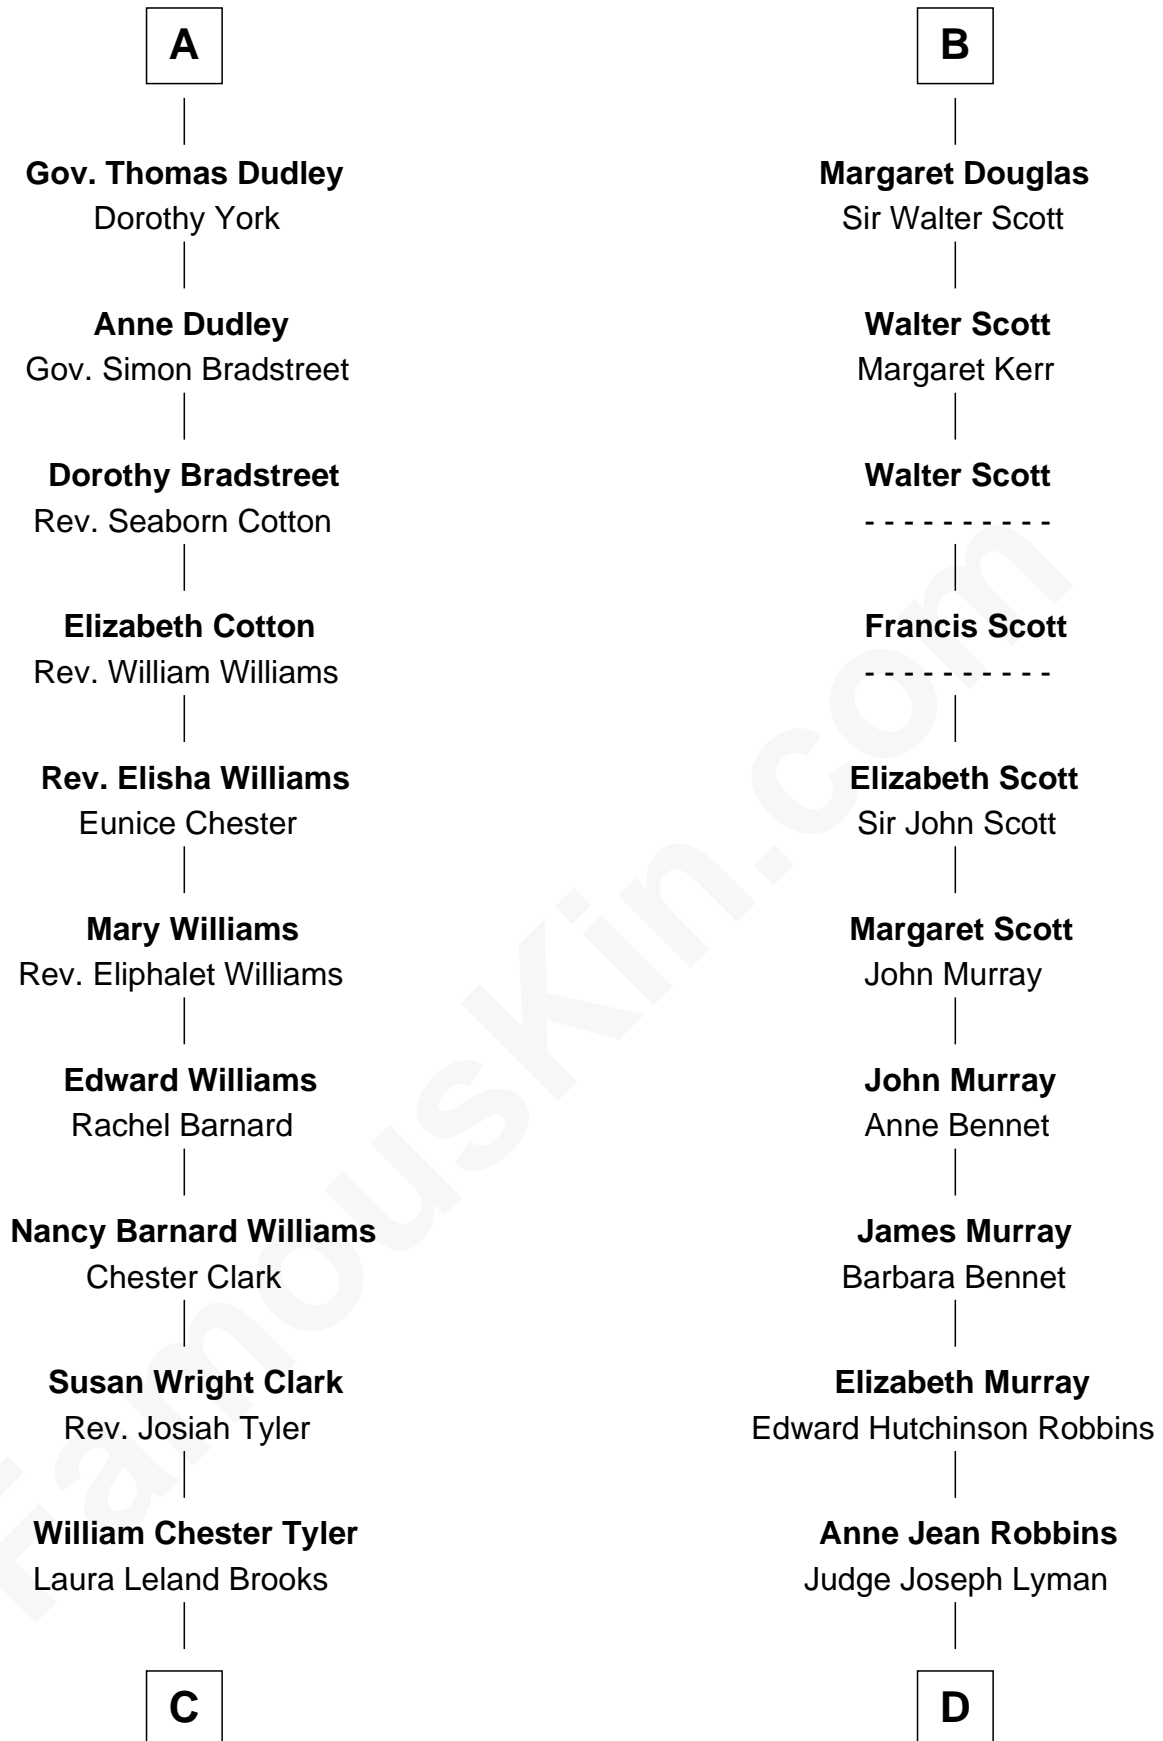 A
Gov. Thomas Dudley
Dorothy York
Anne Dudley
Gov. Simon Bradstreet
Dorothy Bradstreet
Rev. Seaborn Cotton
Elizabeth Cotton
Rev. William Williams
Rev. Elisha Williams
Eunice Chester
Mary Williams
Rev. Eliphalet Williams
Edward Williams
Rachel Barnard
Nancy Barnard Williams
Chester Clark
Susan Wright Clark
Rev. Josiah Tyler
William Chester Tyler
Laura Leland Brooks
C
B
Margaret Douglas
Sir Walter Scott
Walter Scott
Margaret Kerr
Walter Scott
- - - - - - - - - -
Francis Scott
- - - - - - - - - -
Elizabeth Scott
Sir John Scott
Margaret Scott
John Murray
John Murray
Anne Bennet
James Murray
Barbara Bennet
Elizabeth Murray
Edward Hutchinson Robbins
Anne Jean Robbins
Judge Joseph Lyman
D
FamousKin.com